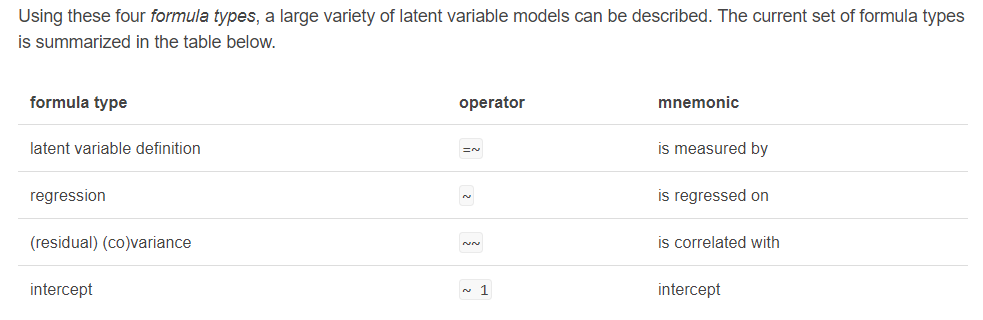 Using these four formula types, a large variety of latent variable models can be described. The current set of formula types
is summarized in the table below.
formula type operator mnemonic
latent variable definition =~ is measured by
regression ~ is regressed on
(residual) (co)variance ~~ is correlated with
intercept ~ 1 intercept